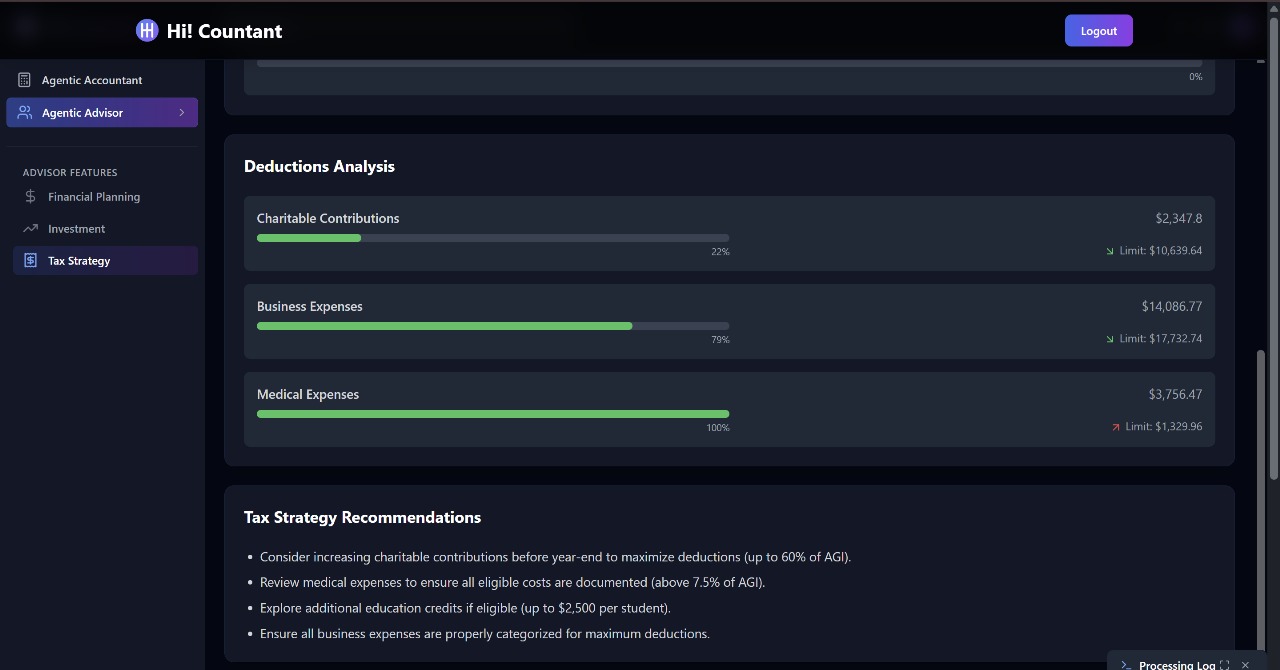 Hi! Countant
Logout
Agentic Accountant
Agentic Advisor
ADVISOR FEATURES
Financial Planning
Investment
Tax Strategy
0%
Deductions Analysis
Charitable Contributions
$2,347.8
22%
Limit: $10,639.64
Business Expenses
$14,086.77
79%
Limit: $17,732.74
Medical Expenses
$3,756.47
100%
Limit: $1,329.96
Tax Strategy Recommendations
• Consider increasing charitable contributions before year-end to maximize deductions (up to 60% of AGI).
• Review medical expenses to ensure all eligible costs are documented (above 7.5% of AGI).
• Explore additional education credits if eligible (up to $2,500 per student).
• Ensure all business expenses are properly categorized for maximum deductions.
Processing Log